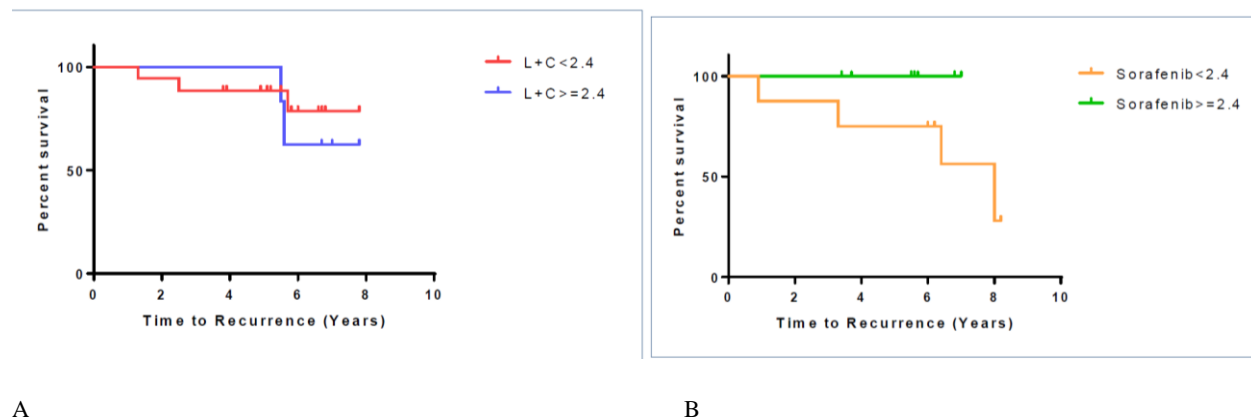 L+C<2.4
L+C>=2.4
Percent survival
100
50
0
0 2 4 6 8 10
Time to Recurrence (Years)
Sorafenib<2.4
Sorafenib>=2.4
Percent survival
100
50
0
0 2 4 6 8 10
Time to Recurrence (Years)
A B